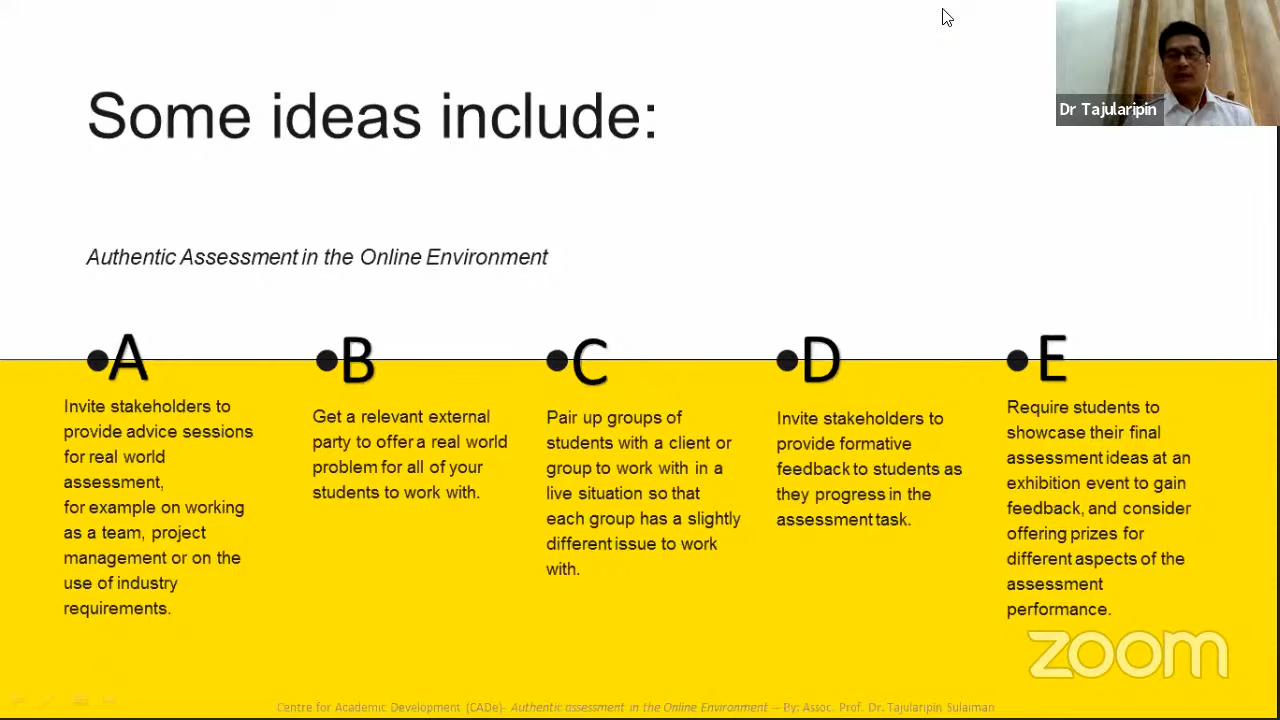 Dr Tajularipin
Some ideas include:
Authentic Assessment in the Online Environment
A
Invite stakeholders to
provide advice sessions
for real world
assessment,
for example on working
as a team, project
management or on the
use of industry
requirements.
B
Get a relevant external
party to offer a real world
problem for all of your
students to work with.
C
Pair up groups of
students with a client or
group to work with in a
live situation so that
each group has a slightly
different issue to work
with.
D
Invite stakeholders to
provide formative
feedback to students as
they progress in the
assessment task.
E
Require students to
showcase their final
assessment ideas at an
exhibition event to gain
feedback, and consider
offering prizes for
different aspects of the
assessment
performance.
zoom
Centre for Academic Development (CADe)- Authentic assessment in the Online Environment – By: Assoc. Prof. Dr. Tajularipin Sulaiman